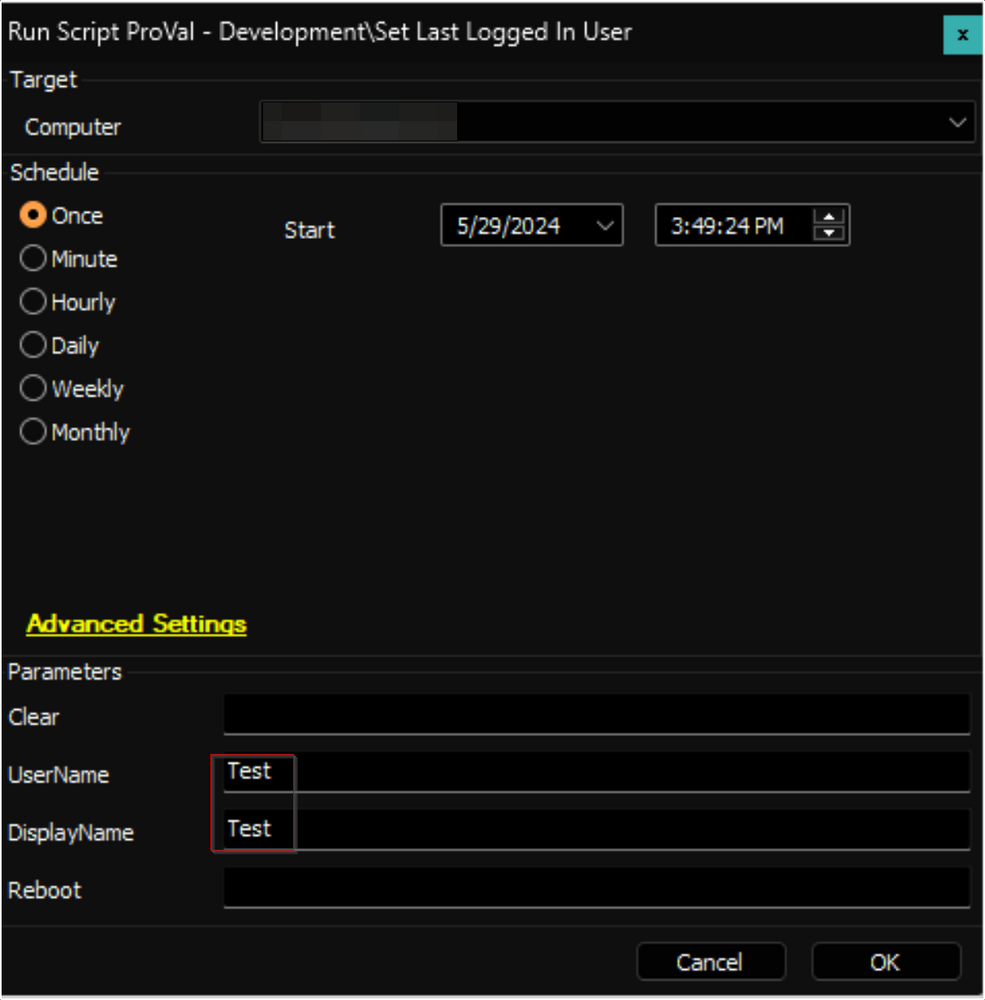 Run Script ProVal - Development\Set Last Logged In User x
Target
Computer
Schedule
Once
Start 5/29/2024 3:49:24 PM
Minute
Hourly
Daily
Weekly
Monthly
Advanced Settings
Parameters
Clear
UserName Test
DisplayName Test
Reboot
Cancel OK